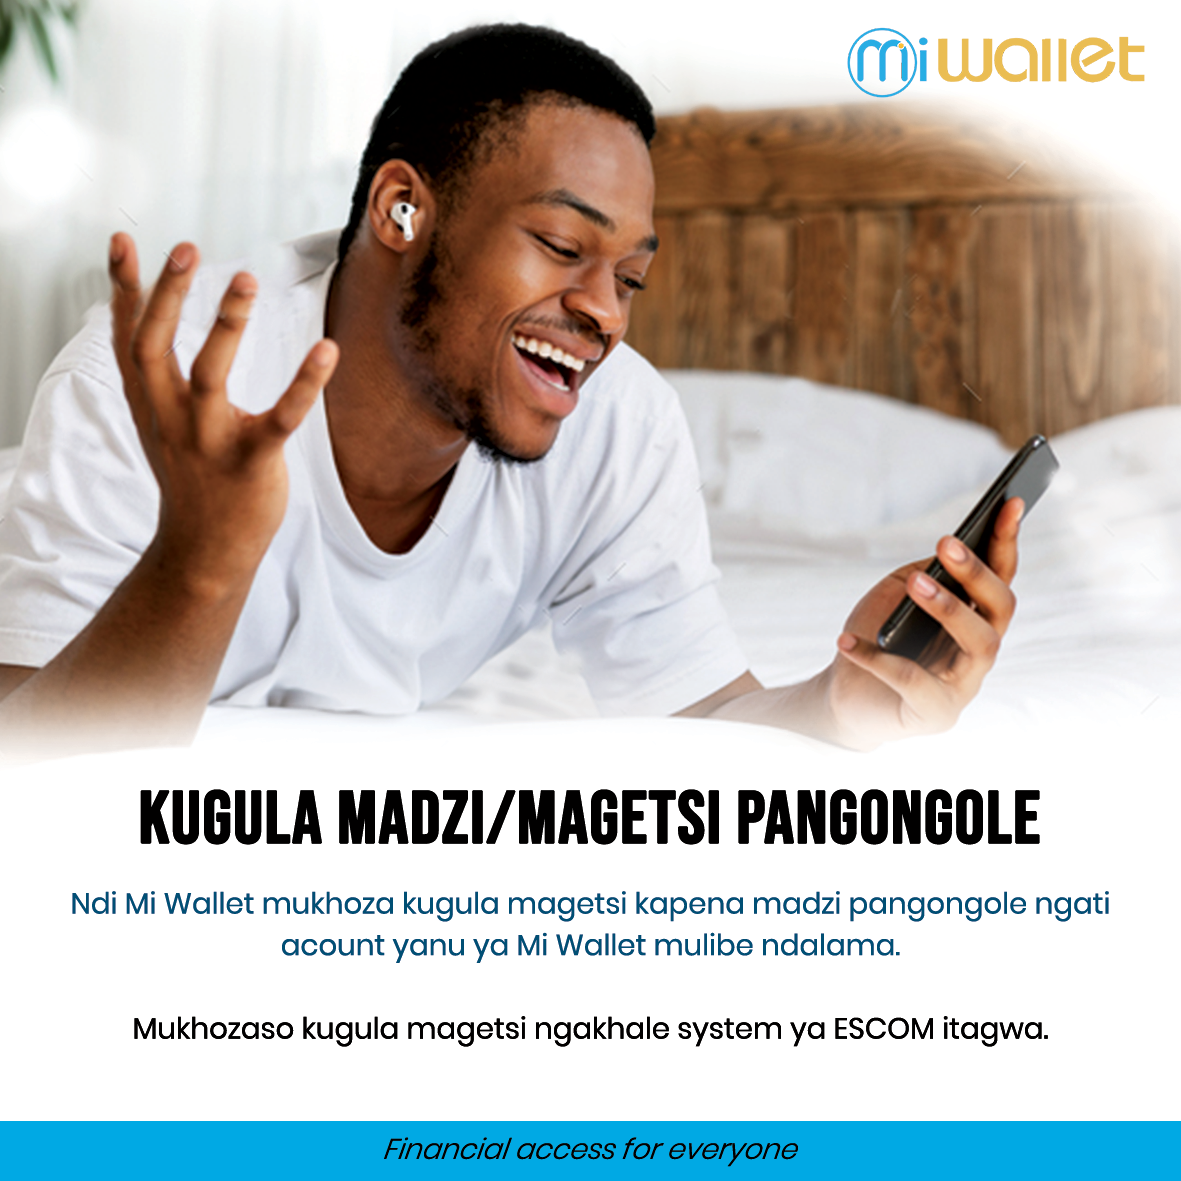 mi wallet
KUGULA MADZI/MAGETSI PANGONGOLE
Ndi Mi Wallet mukhoza kugula magetsi kapena madzi pangongole ngati
acount yanu ya Mi Wallet mulibe ndalama.
Mukhozaso kugula magetsi ngakhale system ya ESCOM itagwa.
Financial access for everyone